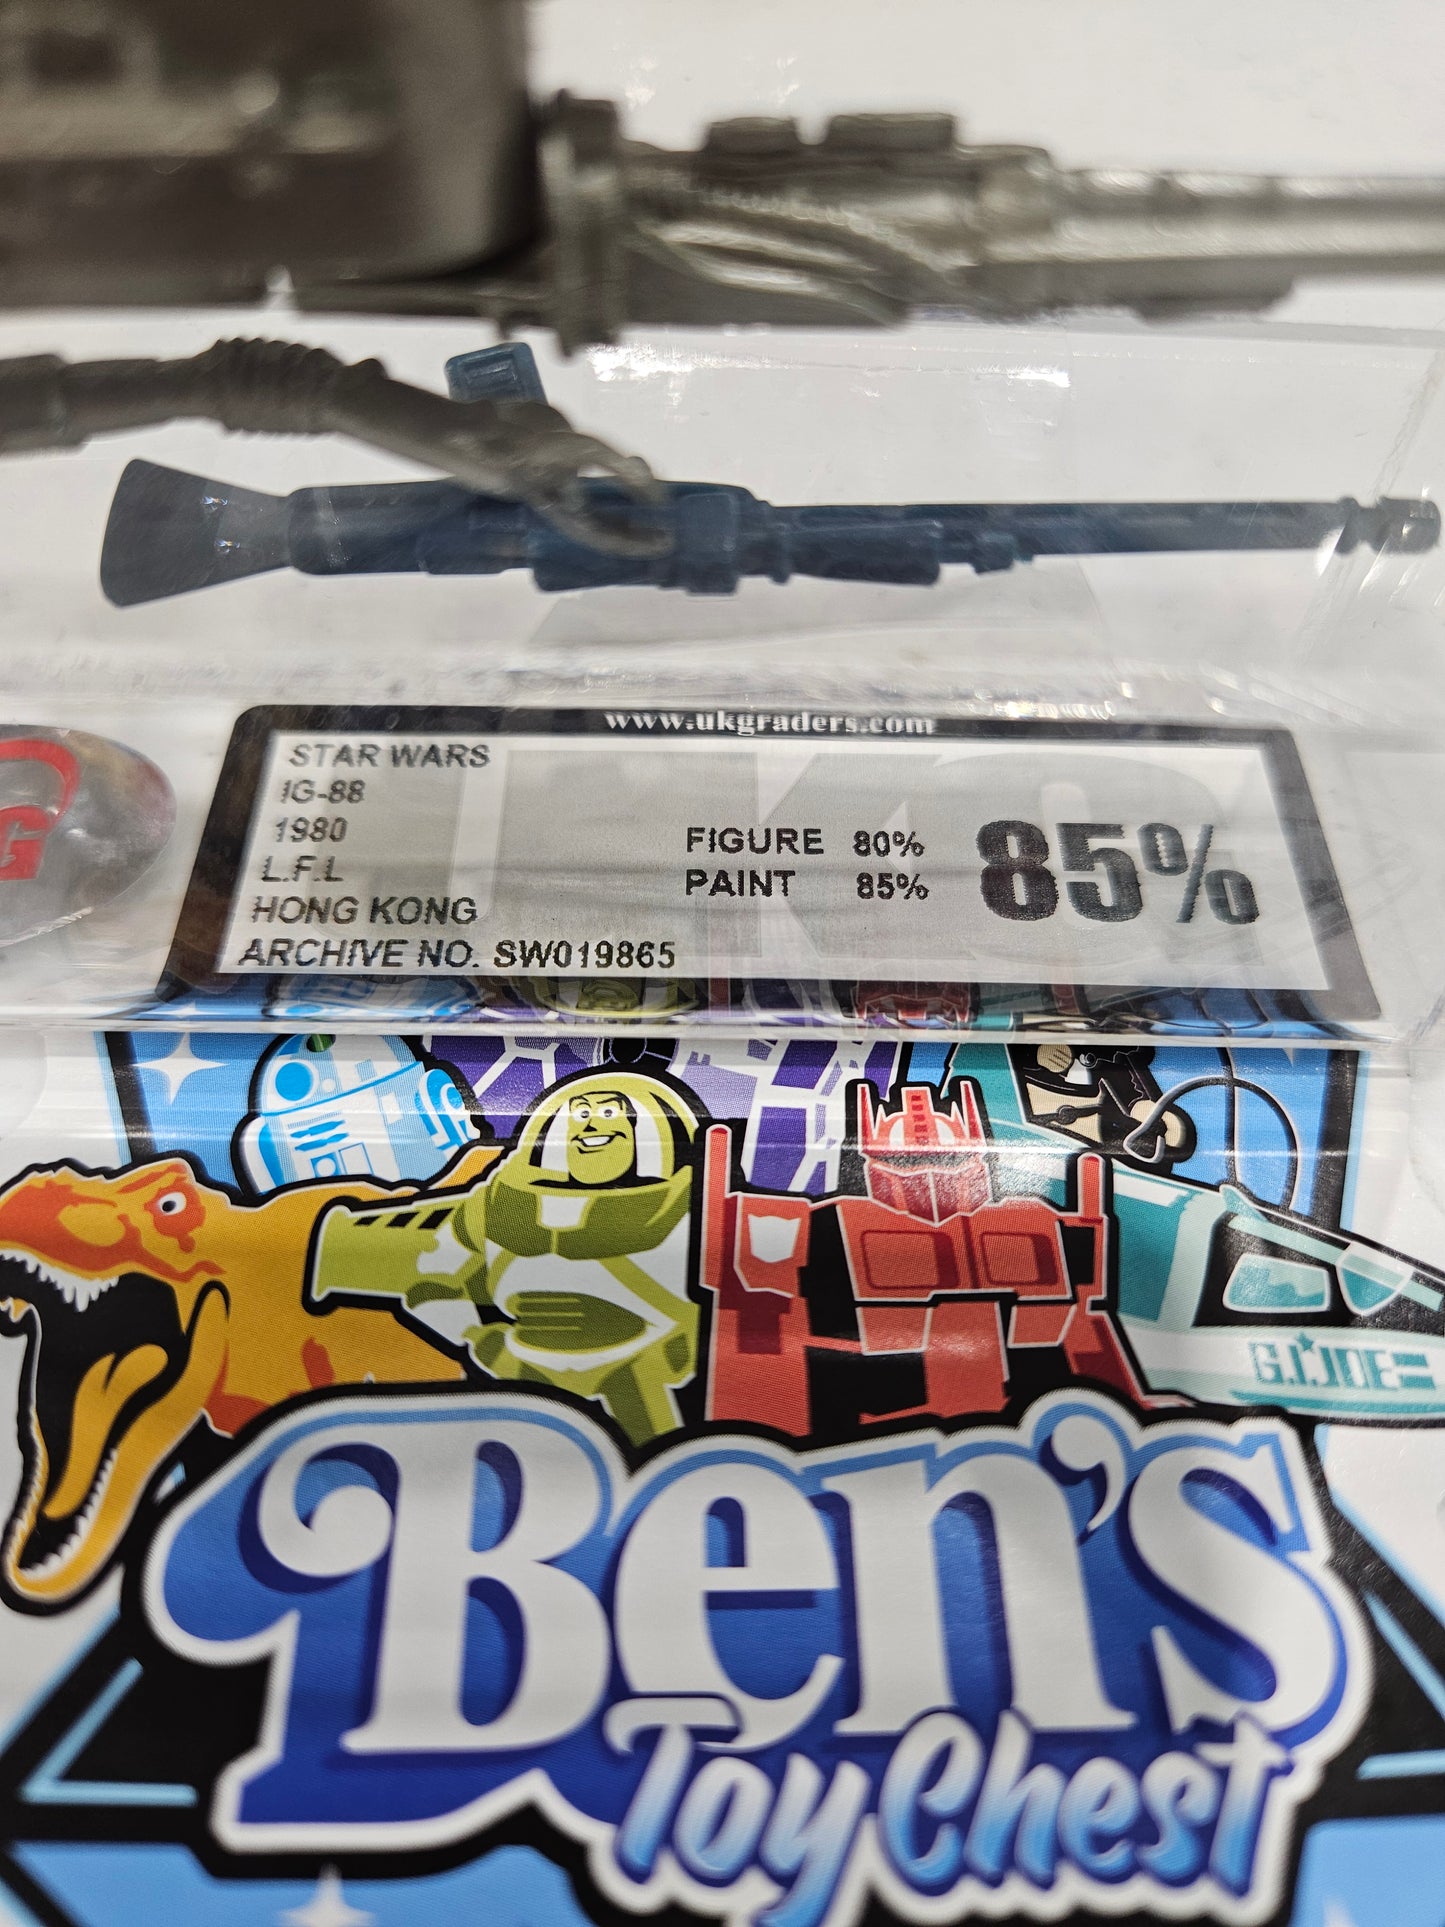 www.ukgraders.com
STAR WARS
IG-88
1980
L.F.L
HONG KONG
ARCHIVE NO. SW019865
FIGURE 80%
PAINT 85%
85%
UKG
G
G.I.JOE
Ben's
Toy Chest